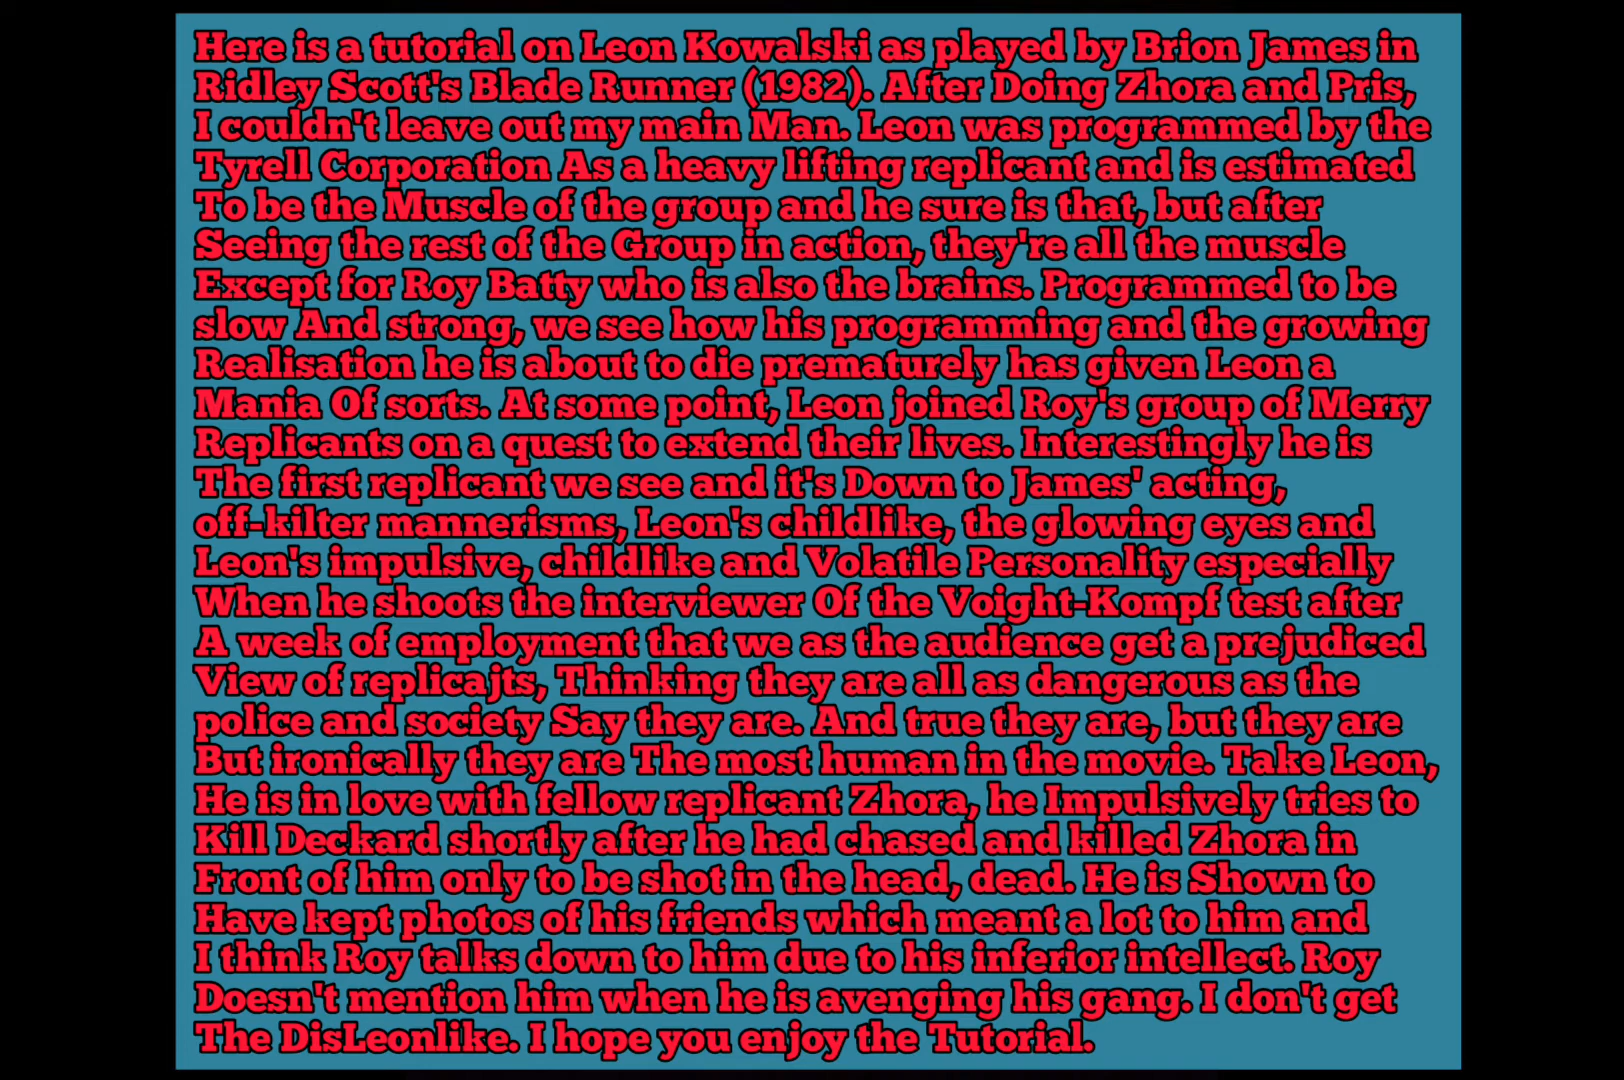 Here is a tutorial on Leon Kowalski as played by Brion James in
Ridley Scott's Blade Runner (1982). After Doing Zhora and Pris,
I couldn't leave out my main Man. Leon was programmed by the
Tyrell Corporation As a heavy lifting replicant and is estimated
To be the Muscle of the group and he sure is that, but after
Seeing the rest of the Group in action, they're all the muscle
Except for Roy Batty who is also the brains. Programmed to be
slow And strong, we see how his programming and the growing
Realisation he is about to die prematurely has given Leon a
Mania Of sorts. At some point, Leon joined Roy's group of Merry
Replicants on a quest to extend their lives. Interestingly he is
The first replicant we see and it's Down to James' acting,
off-kilter mannerisms, Leon's childlike, the glowing eyes and
Leon's impulsive, childlike and Volatile Personality especially
When he shoots the interviewer Of the Voight-Kompf test after
A week of employment that we as the audience get a prejudiced
View of replicajts, Thinking they are all as dangerous as the
police and society Say they are. And true they are, but they are
But ironically they are The most human in the movie. Take Leon,
He is in love with fellow replicant Zhora, he Impulsively tries to
Kill Deckard shortly after he had chased and killed Zhora in
Front of him only to be shot in the head, dead. He is Shown to
Have kept photos of his friends which meant a lot to him and
I think Roy talks down to him due to his inferior intellect. Roy
Doesn't mention him when he is avenging his gang. I don't get
The DisLeonlike. I hope you enjoy the Tutorial.